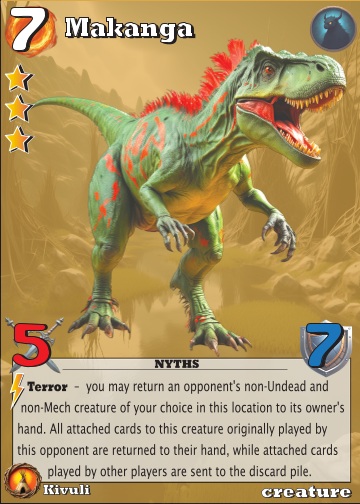 7 Makanga
5
7
NYTHS
Terror - you may return an opponent's non-Undead and
non-Mech creature of your choice in this location to its owner's
hand. All attached cards to this creature originally played by
this opponent are returned to their hand, while attached cards
played by other players are sent to the discard pile.
Kivuli
creature